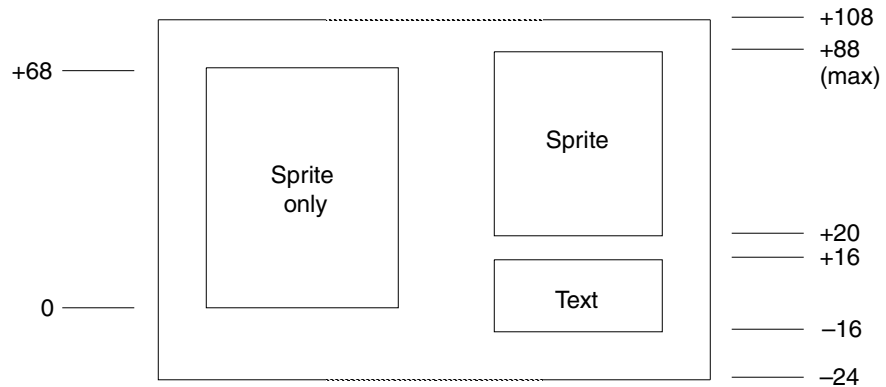 +108
+88
(max)
+68
Sprite
Sprite
only
+20
+16
0
Text
–16
–24